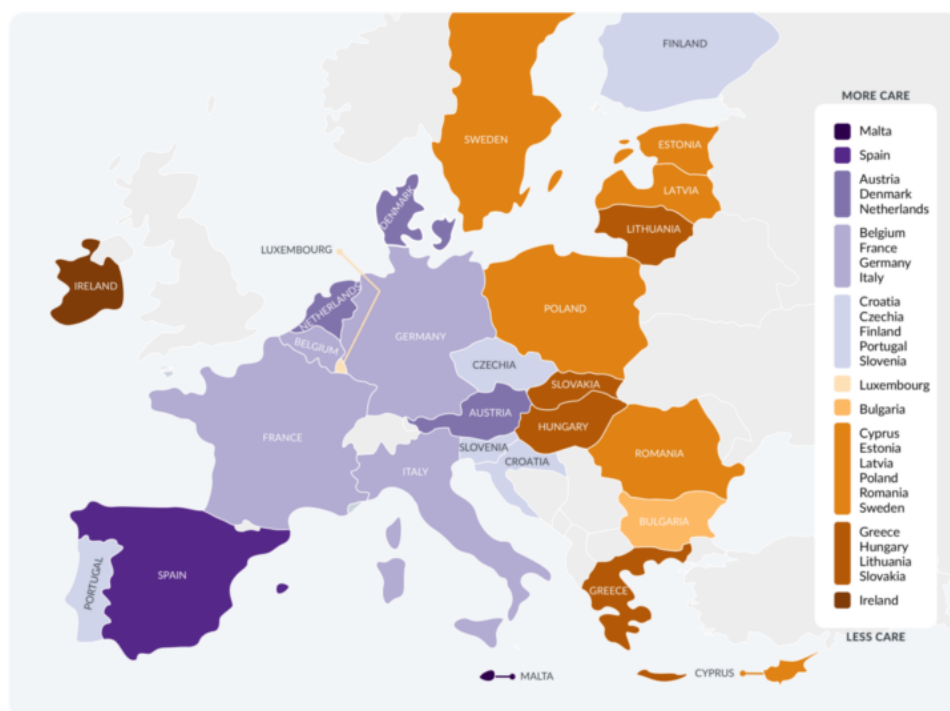 FINLAND
SWEDEN
ESTONIA
LATVIA
LITHUANIA
DENMARK
LUXEMBOURG
IRELAND
NETHERLANDS
BELGIUM
GERMANY
POLAND
CZECHIA
SLOVAKIA
AUSTRIA
HUNGARY
FRANCE
SLOVENIA
CROATIA
ITALY
ROMANIA
BULGARIA
PORTUGAL
SPAIN
GREECE
MALTA
CYPRUS
MORE CARE
Malta
Spain
Austria
Denmark
Netherlands
Belgium
France
Germany
Italy
Croatia
Czechia
Finland
Portugal
Slovenia
Luxembourg
Bulgaria
Cyprus
Estonia
Latvia
Poland
Romania
Sweden
Greece
Hungary
Lithuania
Slovakia
Ireland
LESS CARE